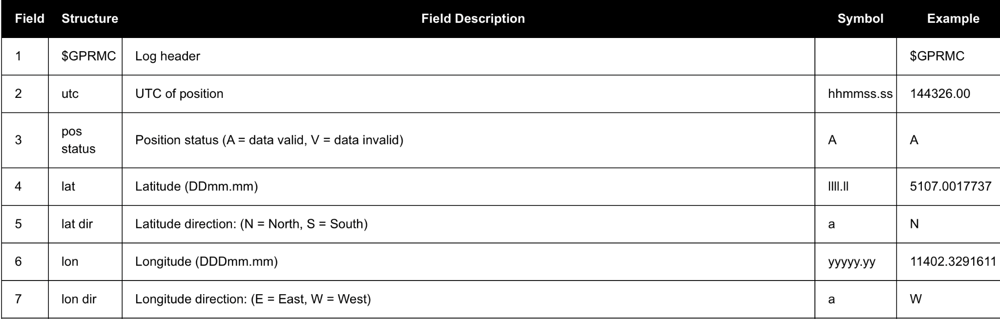 Field Structure Field Description Symbol Example
1 $GPRMC Log header $GPRMC
2 utc UTC of position hhmmss.ss 144326.00
3 pos status Position status (A = data valid, V = data invalid) A A
4 lat Latitude (DDmm.mm) llll.ll 5107.0017737
5 lat dir Latitude direction: (N = North, S = South) a N
6 lon Longitude (DDDmm.mm) yyyyy.yy 11402.3291611
7 lon dir Longitude direction: (E = East, W = West) a W